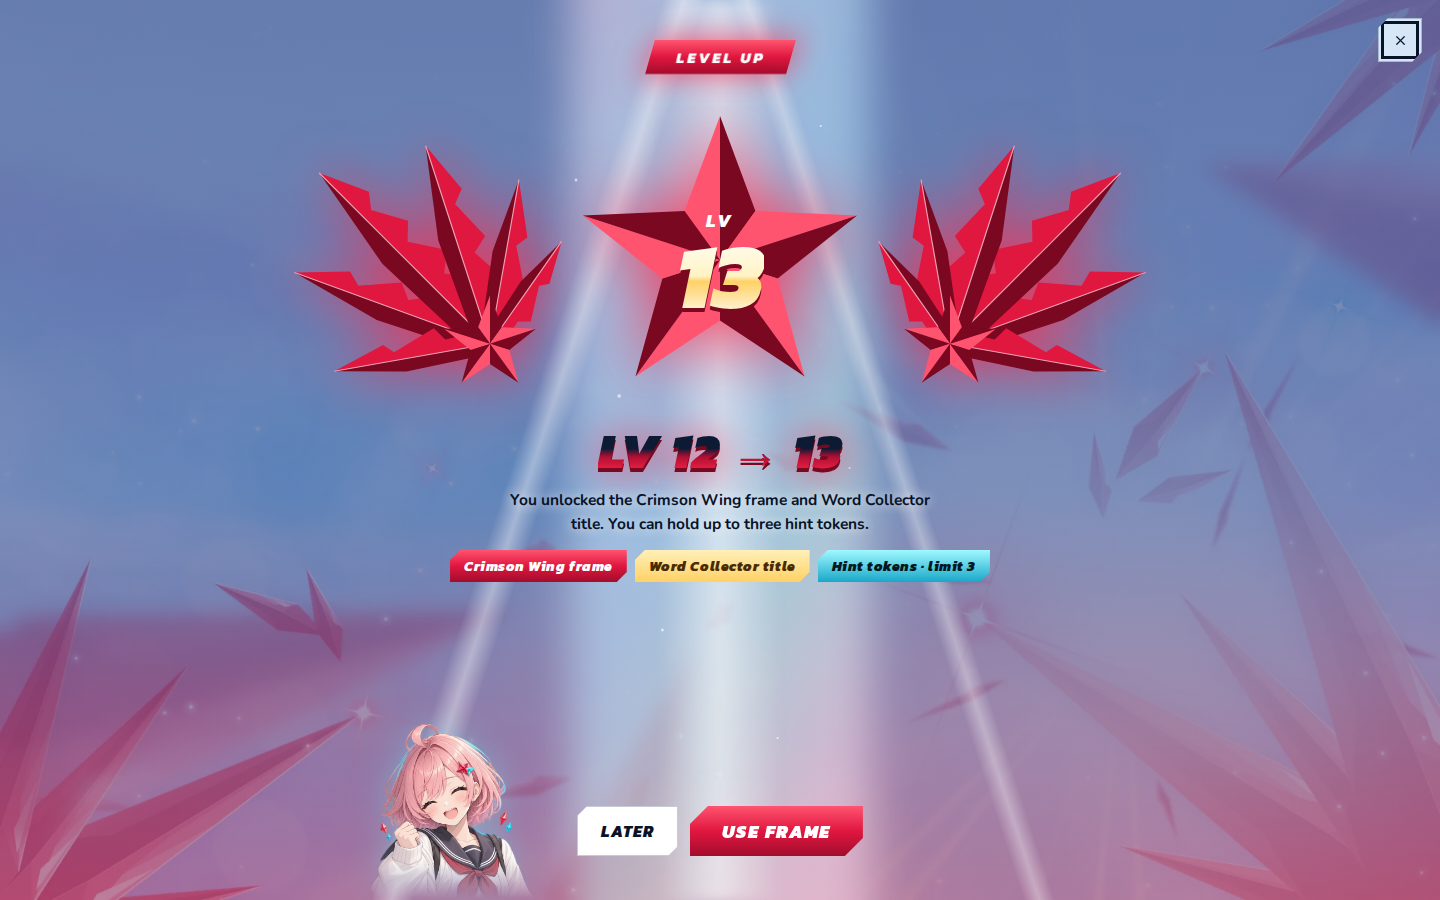 LEVEL UP
×
LV
13
LV 12 → 13
You unlocked the Crimson Wing frame and Word Collector
title. You can hold up to three hint tokens.
Crimson Wing frame
Word Collector title
Hint tokens · limit 3
LATER
USE FRAME